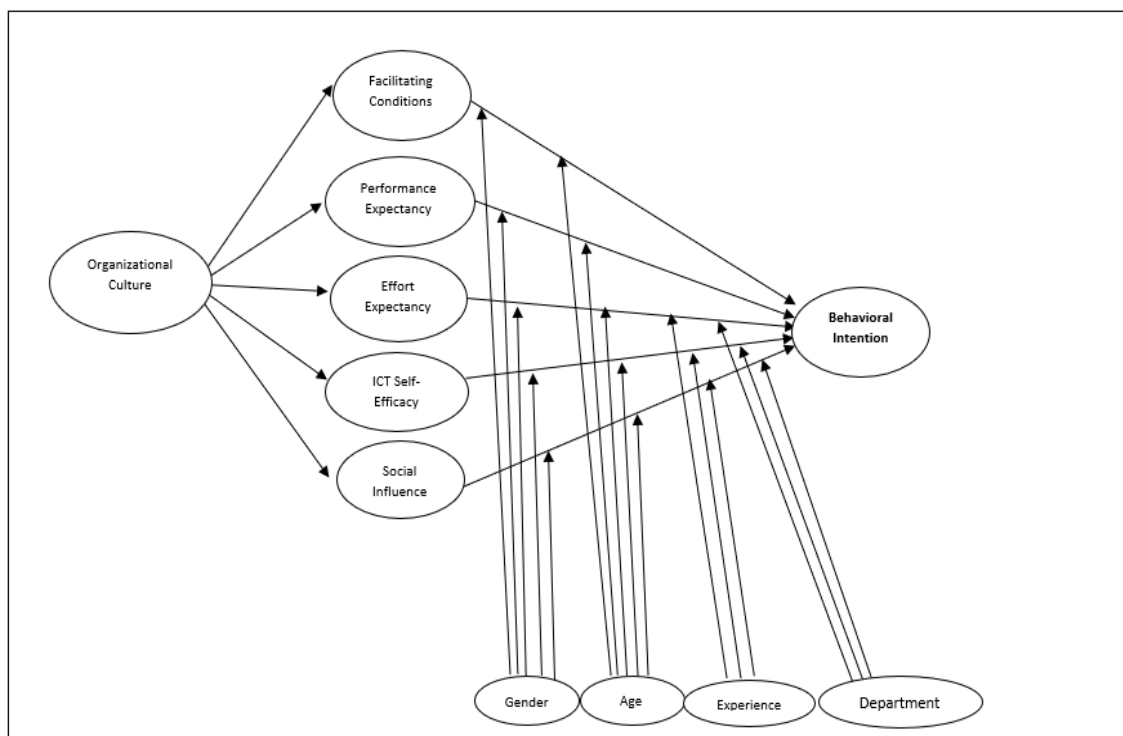 Facilitating
Conditions
Performance
Expectancy
Organizational
Culture
Effort
Expectancy
Behavioral
Intention
ICT Self-
Efficacy
Social
Influence
Gender
Age
Experience
Department